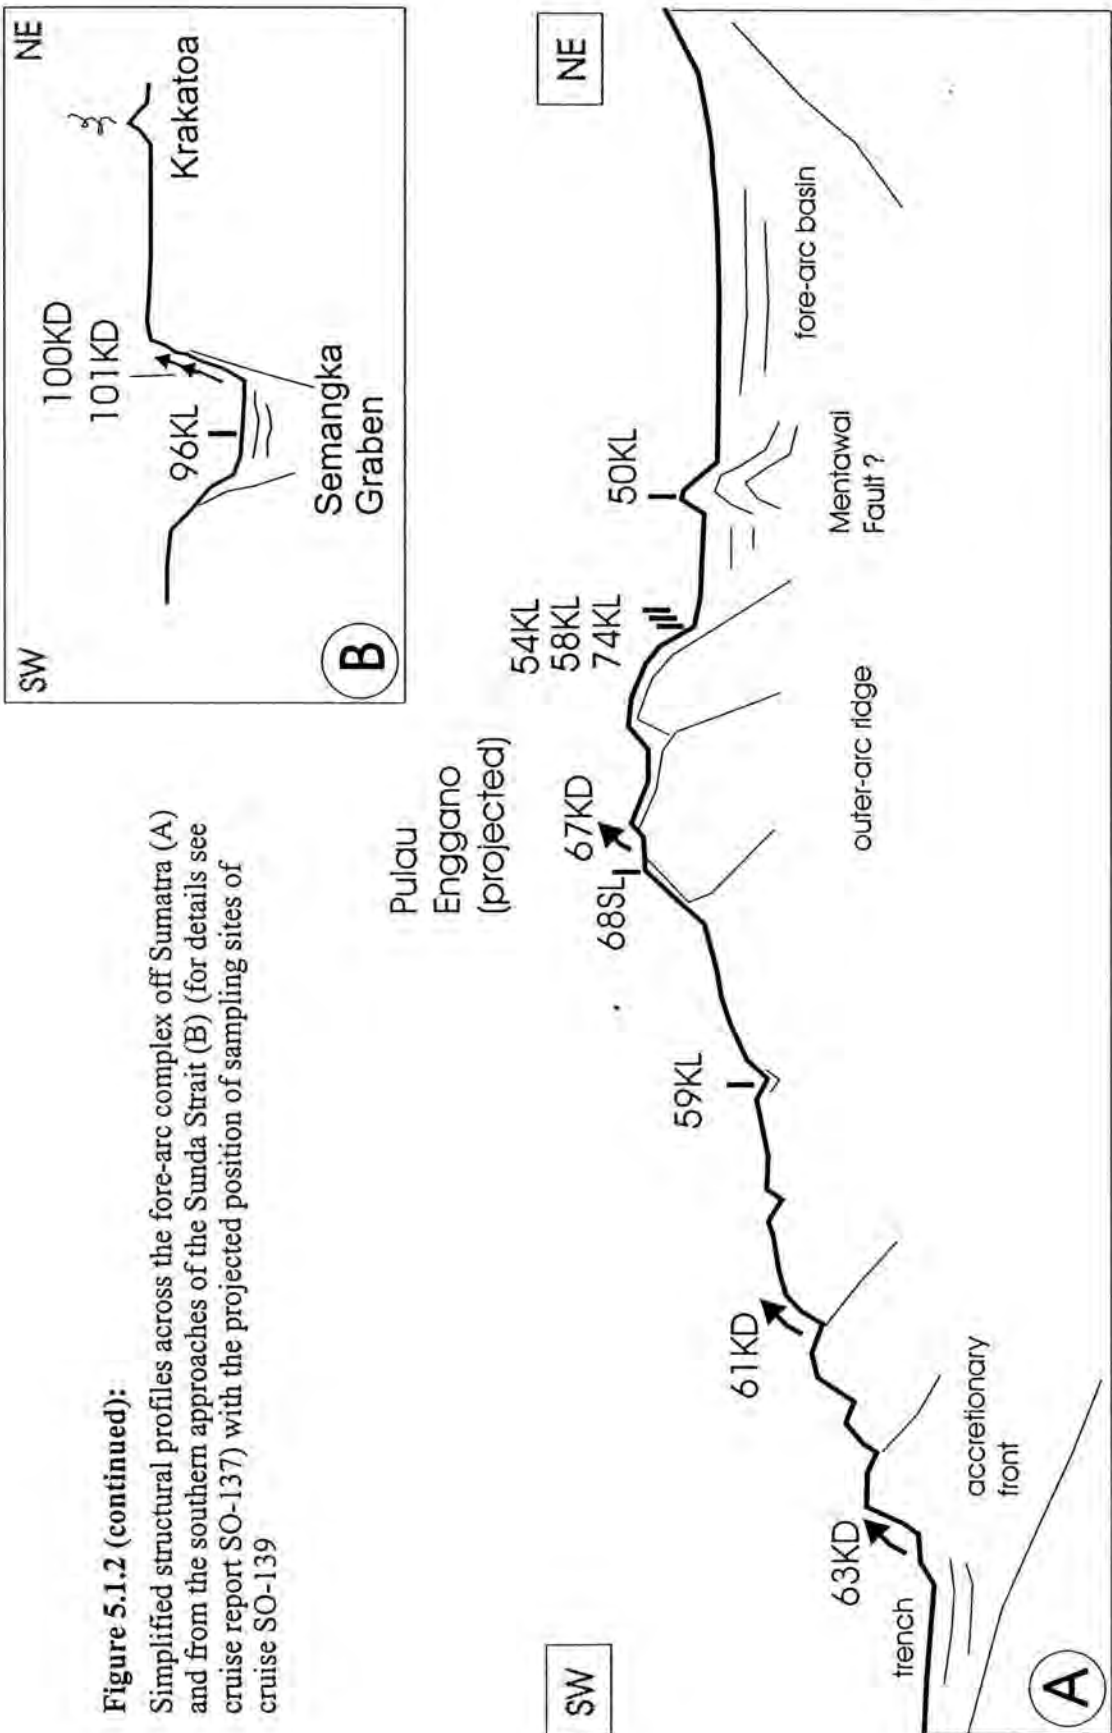 Figure 5.1.2 (continued):
Simplified structural profiles across the fore-arc complex off Sumatra (A)
and from the southern approaches of the Sunda Strait (B) (for details see
cruise report SO-137) with the projected position of sampling sites of
cruise SO-139
SW
NE
100KD
101KD
96KL
Krakatoa
Semangka
Graben
B
SW
NE
Pulau
Enggano
(projected)
63KD
61KD
59KL
68SL
67KD
54KL
58KL
74KL
50KL
trench
accretionary
front
outer-arc ridge
Mentawai
Fault ?
fore-arc basin
A